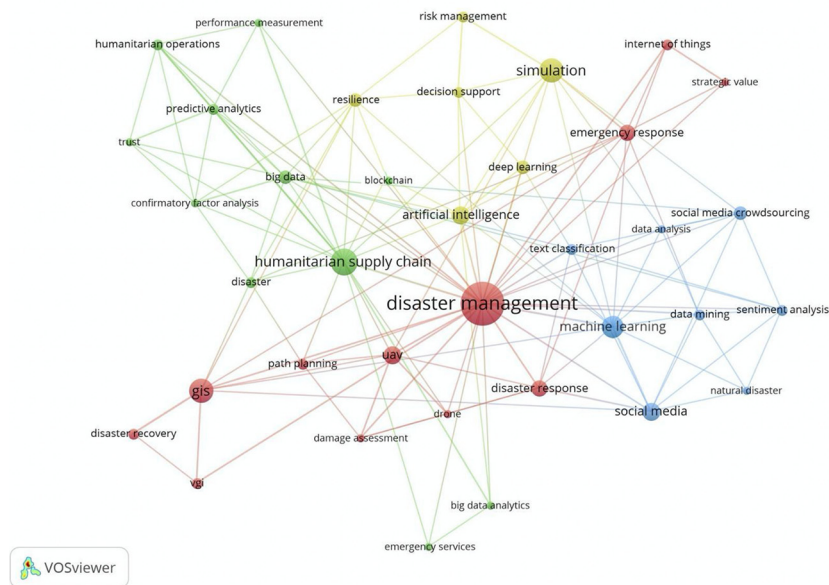 risk management
performance measurement
humanitarian operations
internet of things
simulation
strategic value
decision support
resilience
predictive analytics
emergency response
trust
deep learning
big data
blockchain
confirmatory factor analysis
artificial intelligence
social media crowdsourcing
data analysis
text classification
humanitarian supply chain
disaster
disaster management
data mining
sentiment analysis
machine learning
uav
path planning
gis
disaster response
natural disaster
social media
drone
disaster recovery
damage assessment
vgi
big data analytics
emergency services
VOSviewer